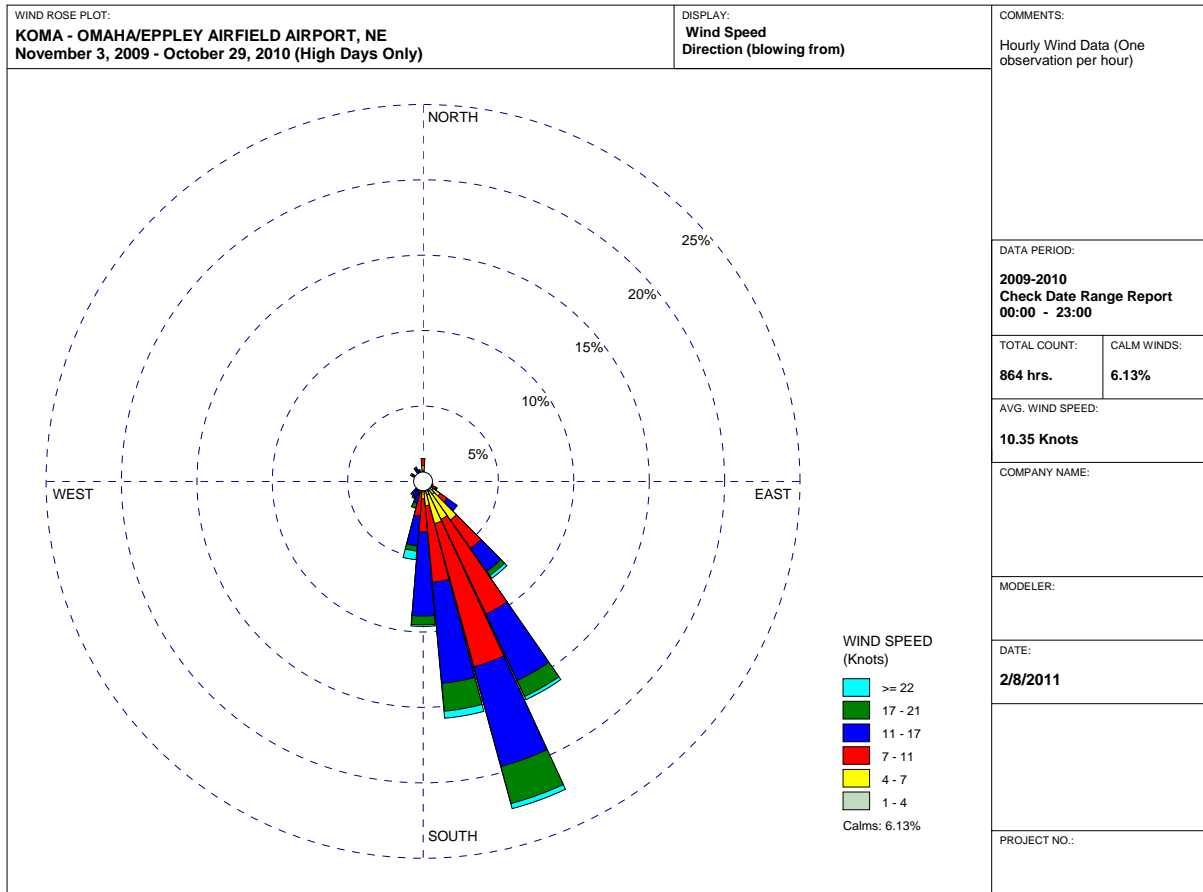 WIND ROSE PLOT:
KOMA - OMAHA/EPPLEY AIRFIELD AIRPORT, NE
November 3, 2009 - October 29, 2010 (High Days Only)
DISPLAY:
Wind Speed
Direction (blowing from)
COMMENTS:
Hourly Wind Data (One
observation per hour)
NORTH
25%
20%
15%
10%
5%
WEST
EAST
SOUTH
WIND SPEED
(Knots)
>= 22
17 - 21
11 - 17
7 - 11
4 - 7
1 - 4
Calms: 6.13%
DATA PERIOD:
2009-2010
Check Date Range Report
00:00 - 23:00
TOTAL COUNT:
864 hrs.
CALM WINDS:
6.13%
AVG. WIND SPEED:
10.35 Knots
COMPANY NAME:
MODELER:
DATE:
2/8/2011
PROJECT NO.: